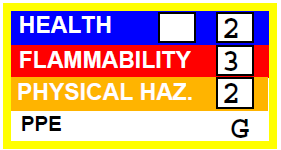 HEALTH 2
FLAMMABILITY 3
PHYSICAL HAZ. 2
PPE G